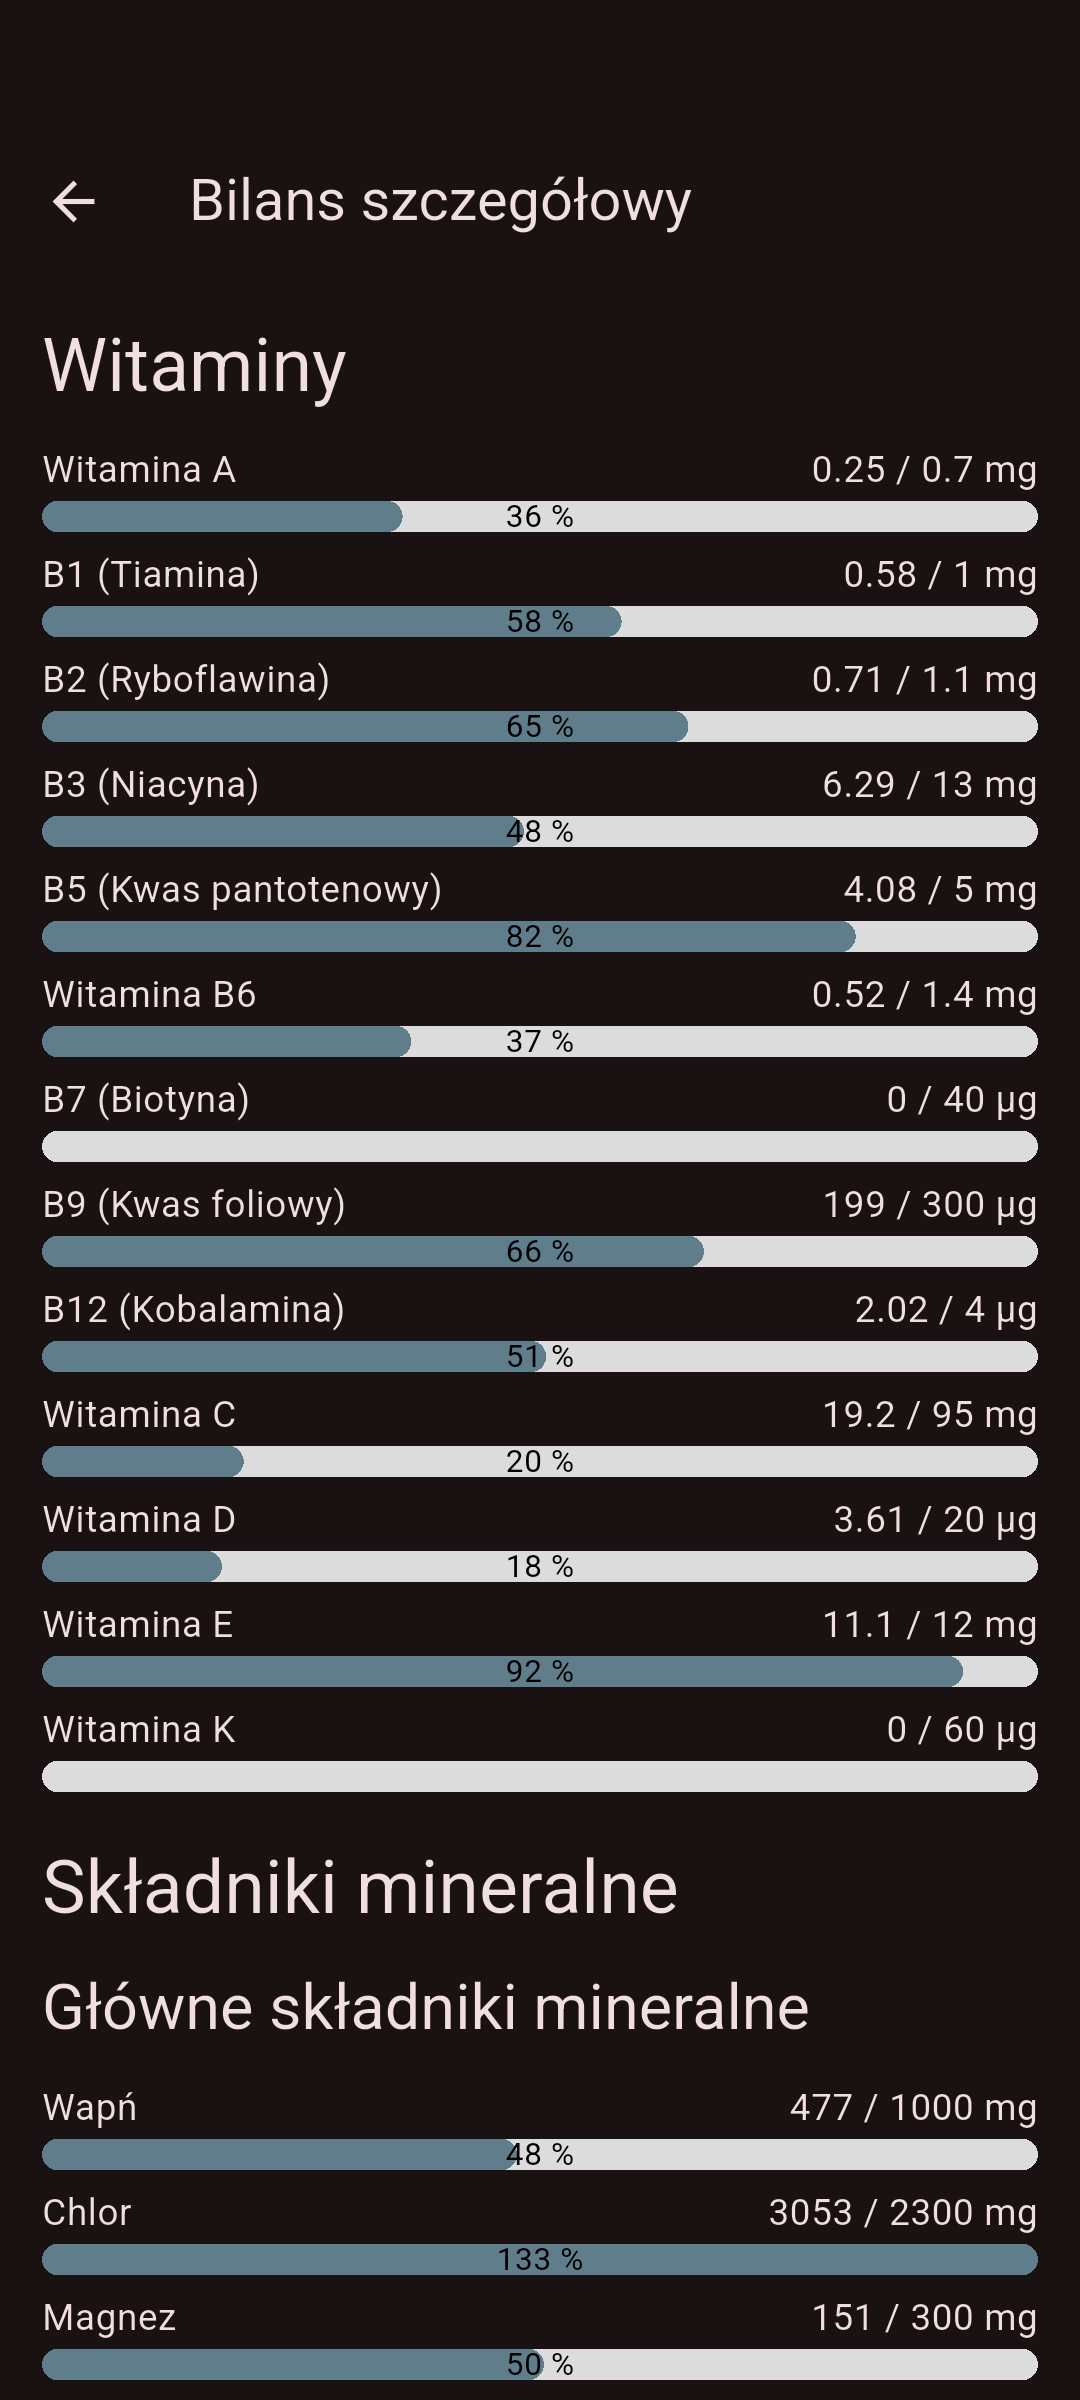 Bilans szczegółowy
Witaminy
Witamina A 0.25 / 0.7 mg
36 %
B1 (Tiamina) 0.58 / 1 mg
58 %
B2 (Ryboflawina) 0.71 / 1.1 mg
65 %
B3 (Niacyna) 6.29 / 13 mg
48 %
B5 (Kwas pantotenowy) 4.08 / 5 mg
82 %
Witamina B6 0.52 / 1.4 mg
37 %
B7 (Biotyna) 0 / 40 µg
B9 (Kwas foliowy) 199 / 300 µg
66 %
B12 (Kobalamina) 2.02 / 4 µg
51 %
Witamina C 19.2 / 95 mg
20 %
Witamina D 3.61 / 20 µg
18 %
Witamina E 11.1 / 12 mg
92 %
Witamina K 0 / 60 µg
Składniki mineralne
Główne składniki mineralne
Wapń 477 / 1000 mg
48 %
Chlor 3053 / 2300 mg
133 %
Magnez 151 / 300 mg
50 %